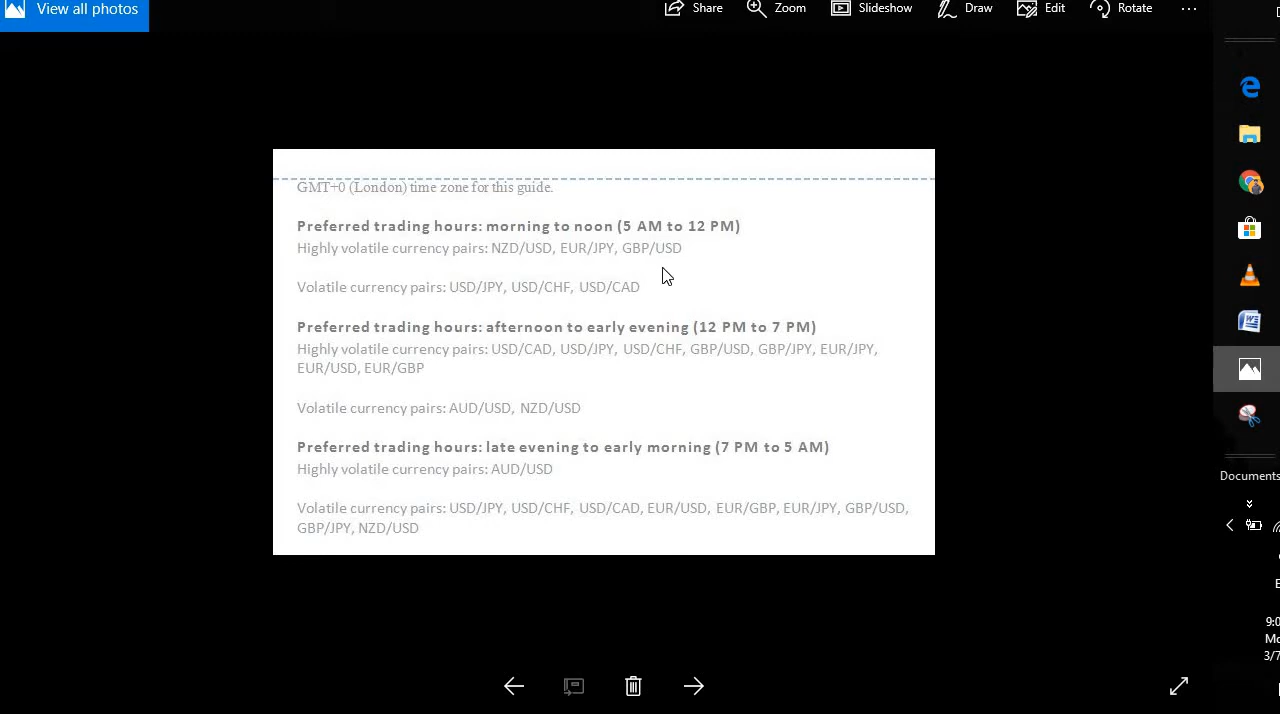 View all photos
Share
Zoom
Slideshow
Draw
Edit
Rotate
GMT+0 (London) time zone for this guide.
Preferred trading hours: morning to noon (5 AM to 12 PM)
Highly volatile currency pairs: NZD/USD, EUR/JPY, GBP/USD
Volatile currency pairs: USD/JPY, USD/CHF, USD/CAD
Preferred trading hours: afternoon to early evening (12 PM to 7 PM)
Highly volatile currency pairs: USD/CAD, USD/JPY, USD/CHF, GBP/USD, GBP/JPY, EUR/JPY,
EUR/USD, EUR/GBP
Volatile currency pairs: AUD/USD, NZD/USD
Preferred trading hours: late evening to early morning (7 PM to 5 AM)
Highly volatile currency pairs: AUD/USD
Volatile currency pairs: USD/JPY, USD/CHF, USD/CAD, EUR/USD, EUR/GBP, EUR/JPY, GBP/USD,
GBP/JPY, NZD/USD
Documents